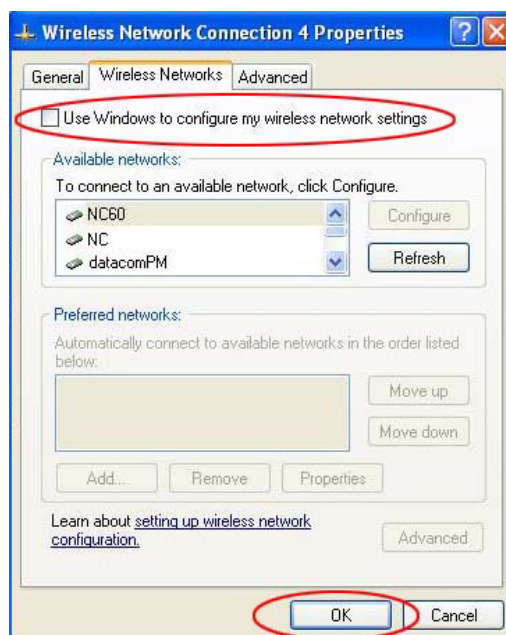 Wireless Network Connection 4 Properties
General Wireless Networks Advanced
Use Windows to configure my wireless network settings
Available networks:
To connect to an available network, click Configure.
NC60
NC
datacomPM
Configure
Refresh
Preferred networks:
Automatically connect to available networks in the order listed
below:
Move up
Move down
Add... Remove Properties
Learn about setting up wireless network
configuration.
Advanced
OK Cancel